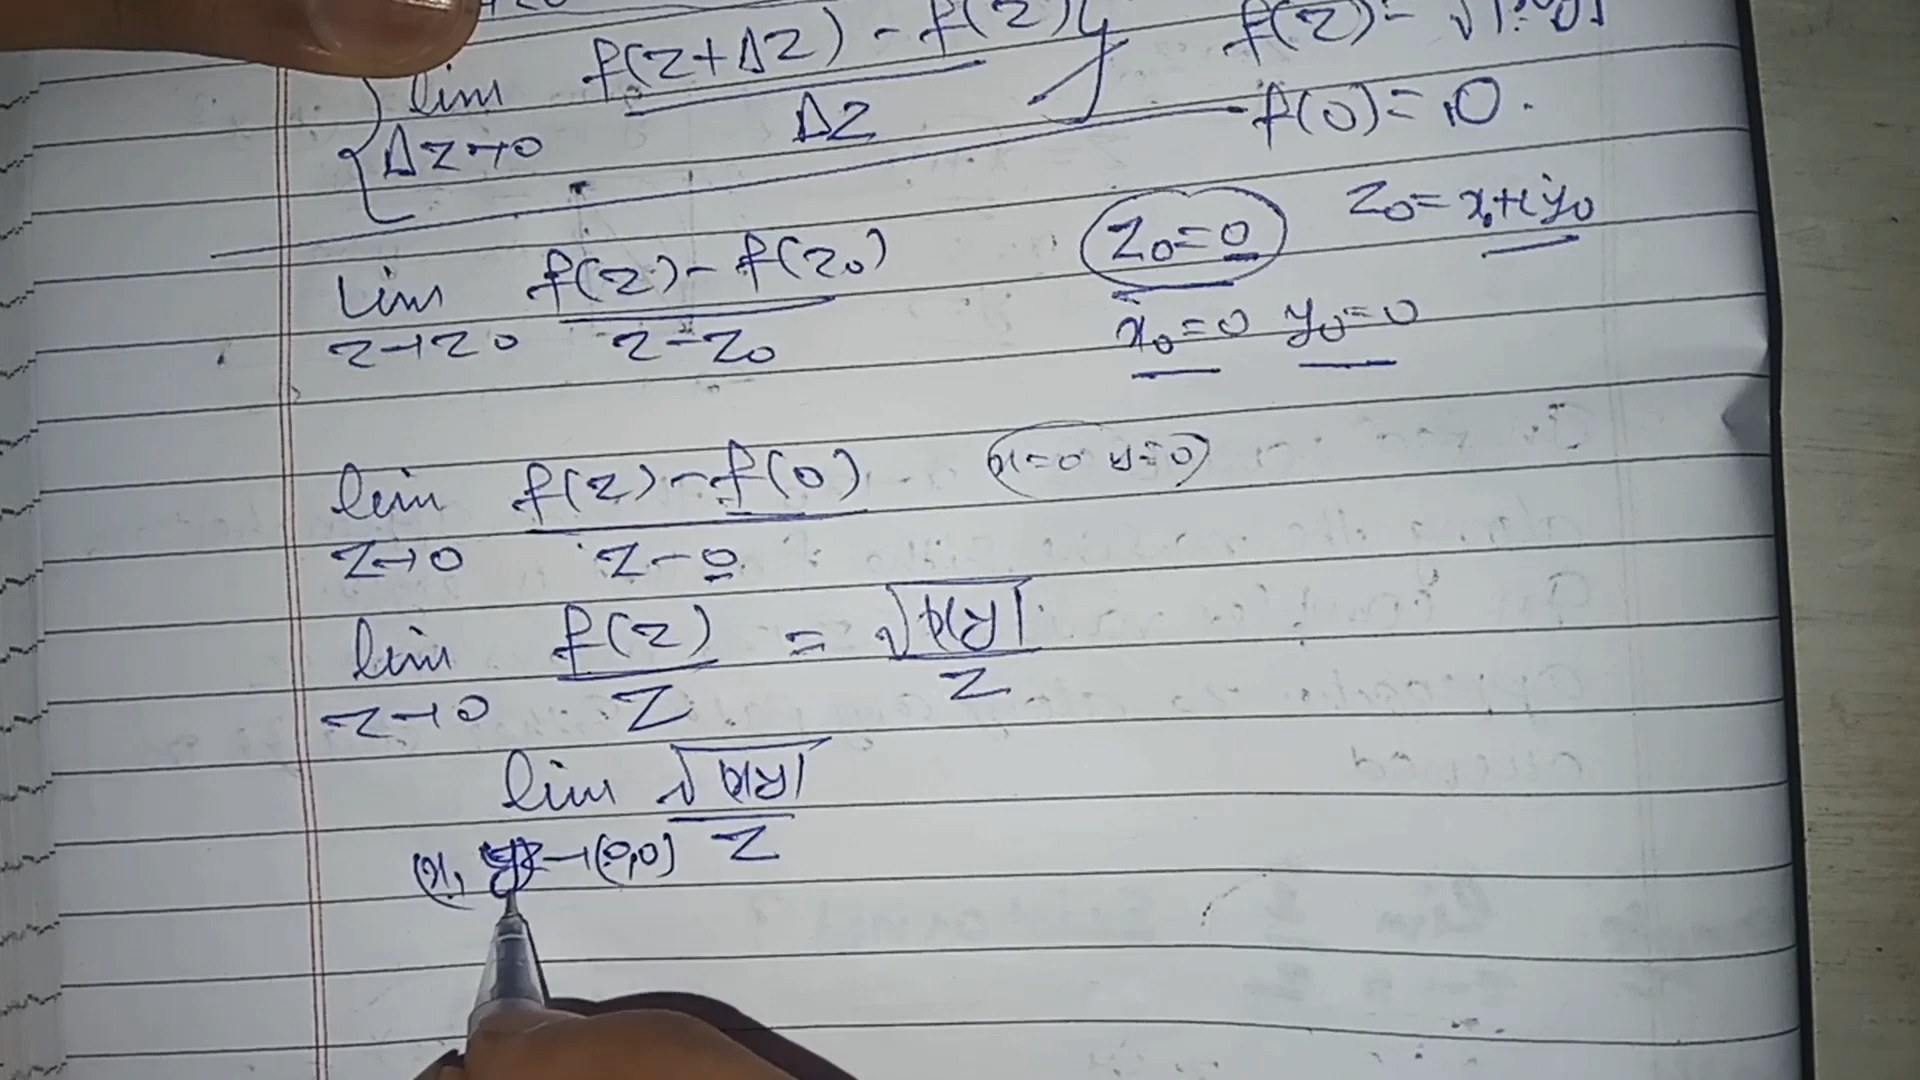 lim f(z+Δz) - f(z)
Δz→0 Δz
f(z) = √|xy|
f(0) = 0.
lim f(z) - f(z₀)
z→z₀ z - z₀
z₀ = 0 z₀ = x₀+iy₀
x₀ = 0 y₀ = 0
lim f(z) - f(0) (x=0 y=0)
z→0 z - 0
lim f(z) = √|xy|
z→0 z z
lim √|xy|
(x, y)→(0,0) z